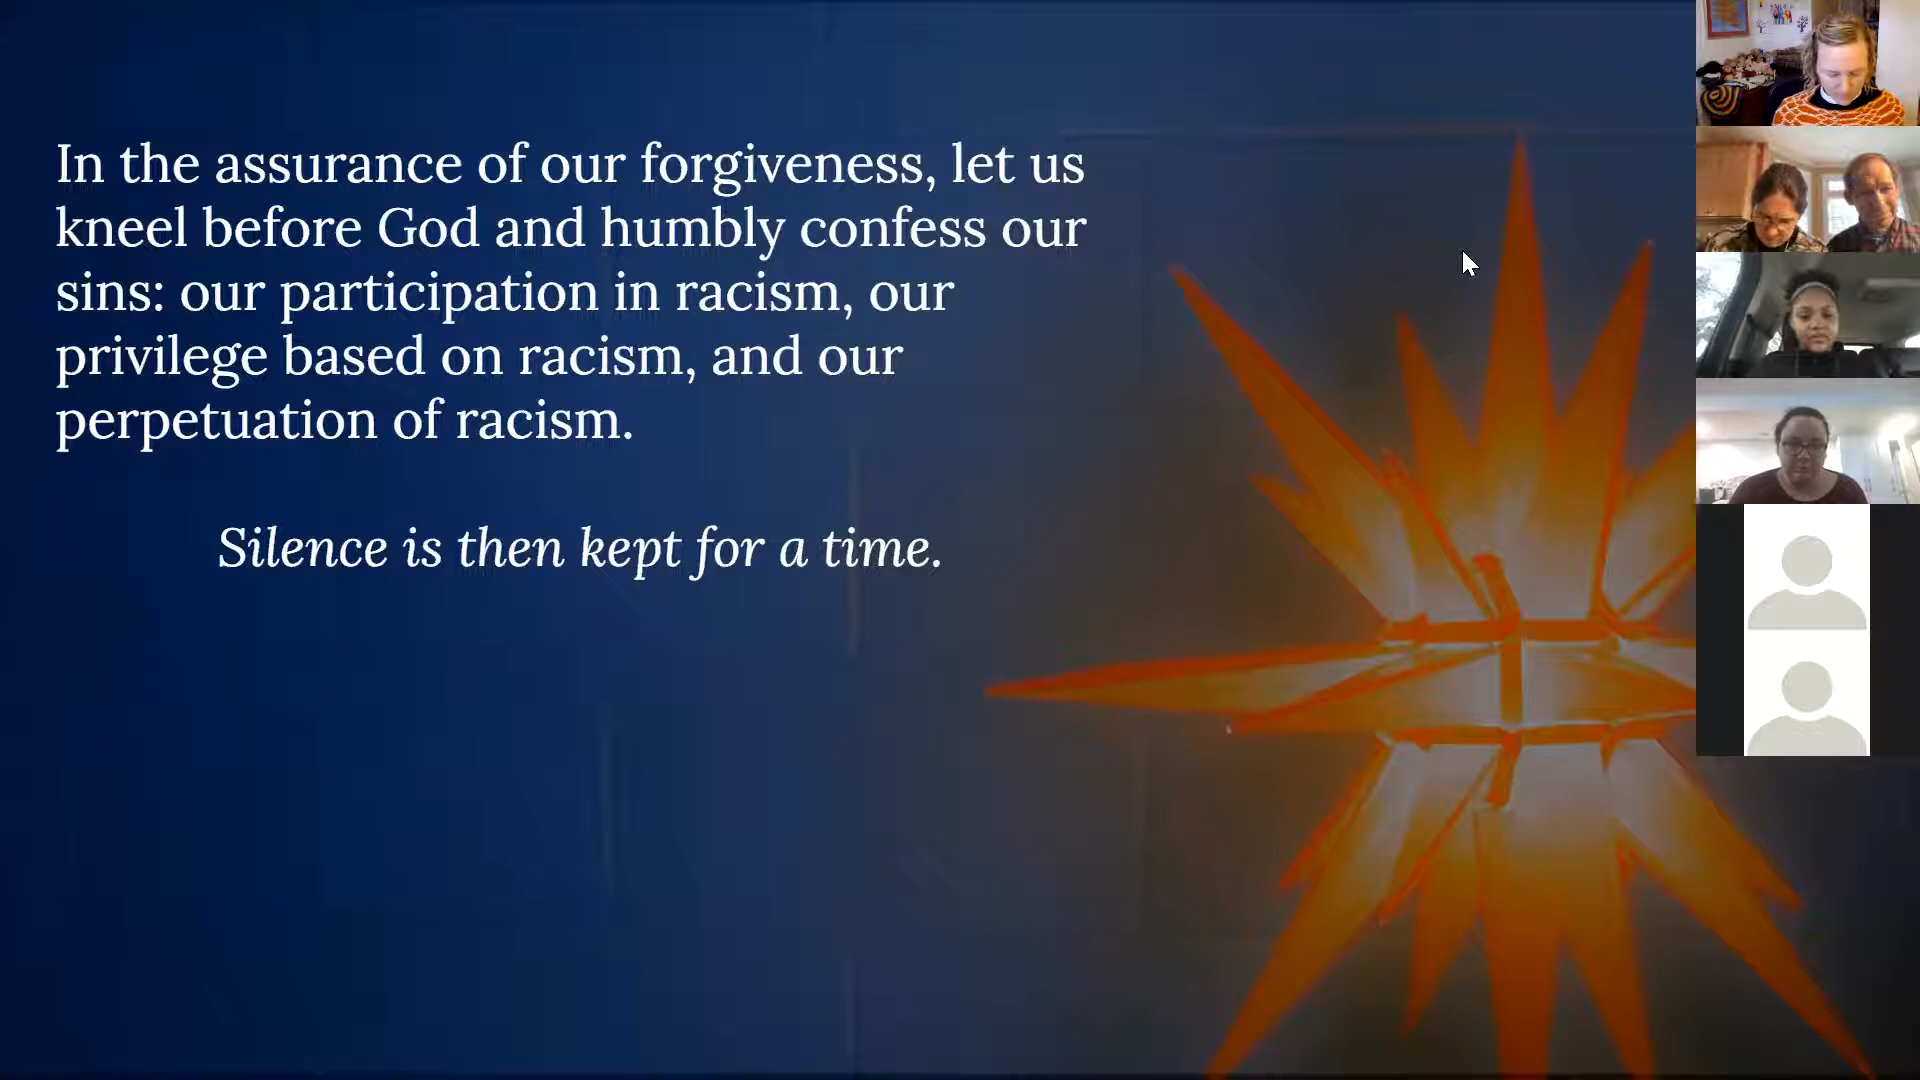 In the assurance of our forgiveness, let us
kneel before God and humbly confess our
sins: our participation in racism, our
privilege based on racism, and our
perpetuation of racism.
Silence is then kept for a time.